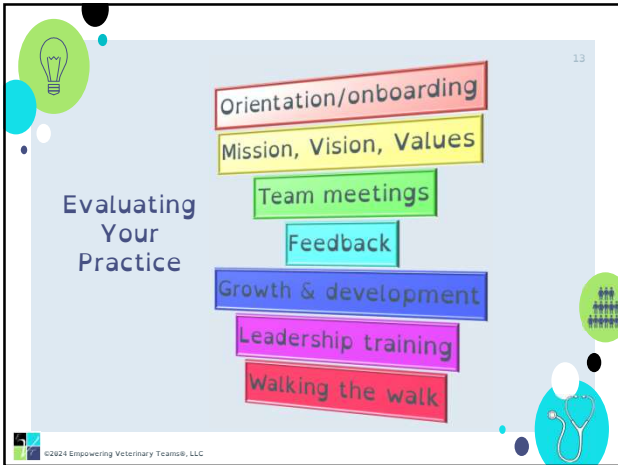 13
Evaluating
Your
Practice
Orientation/onboarding
Mission, Vision, Values
Team meetings
Feedback
Growth & development
Leadership training
Walking the walk
©2024 Empowering Veterinary Teams®, LLC